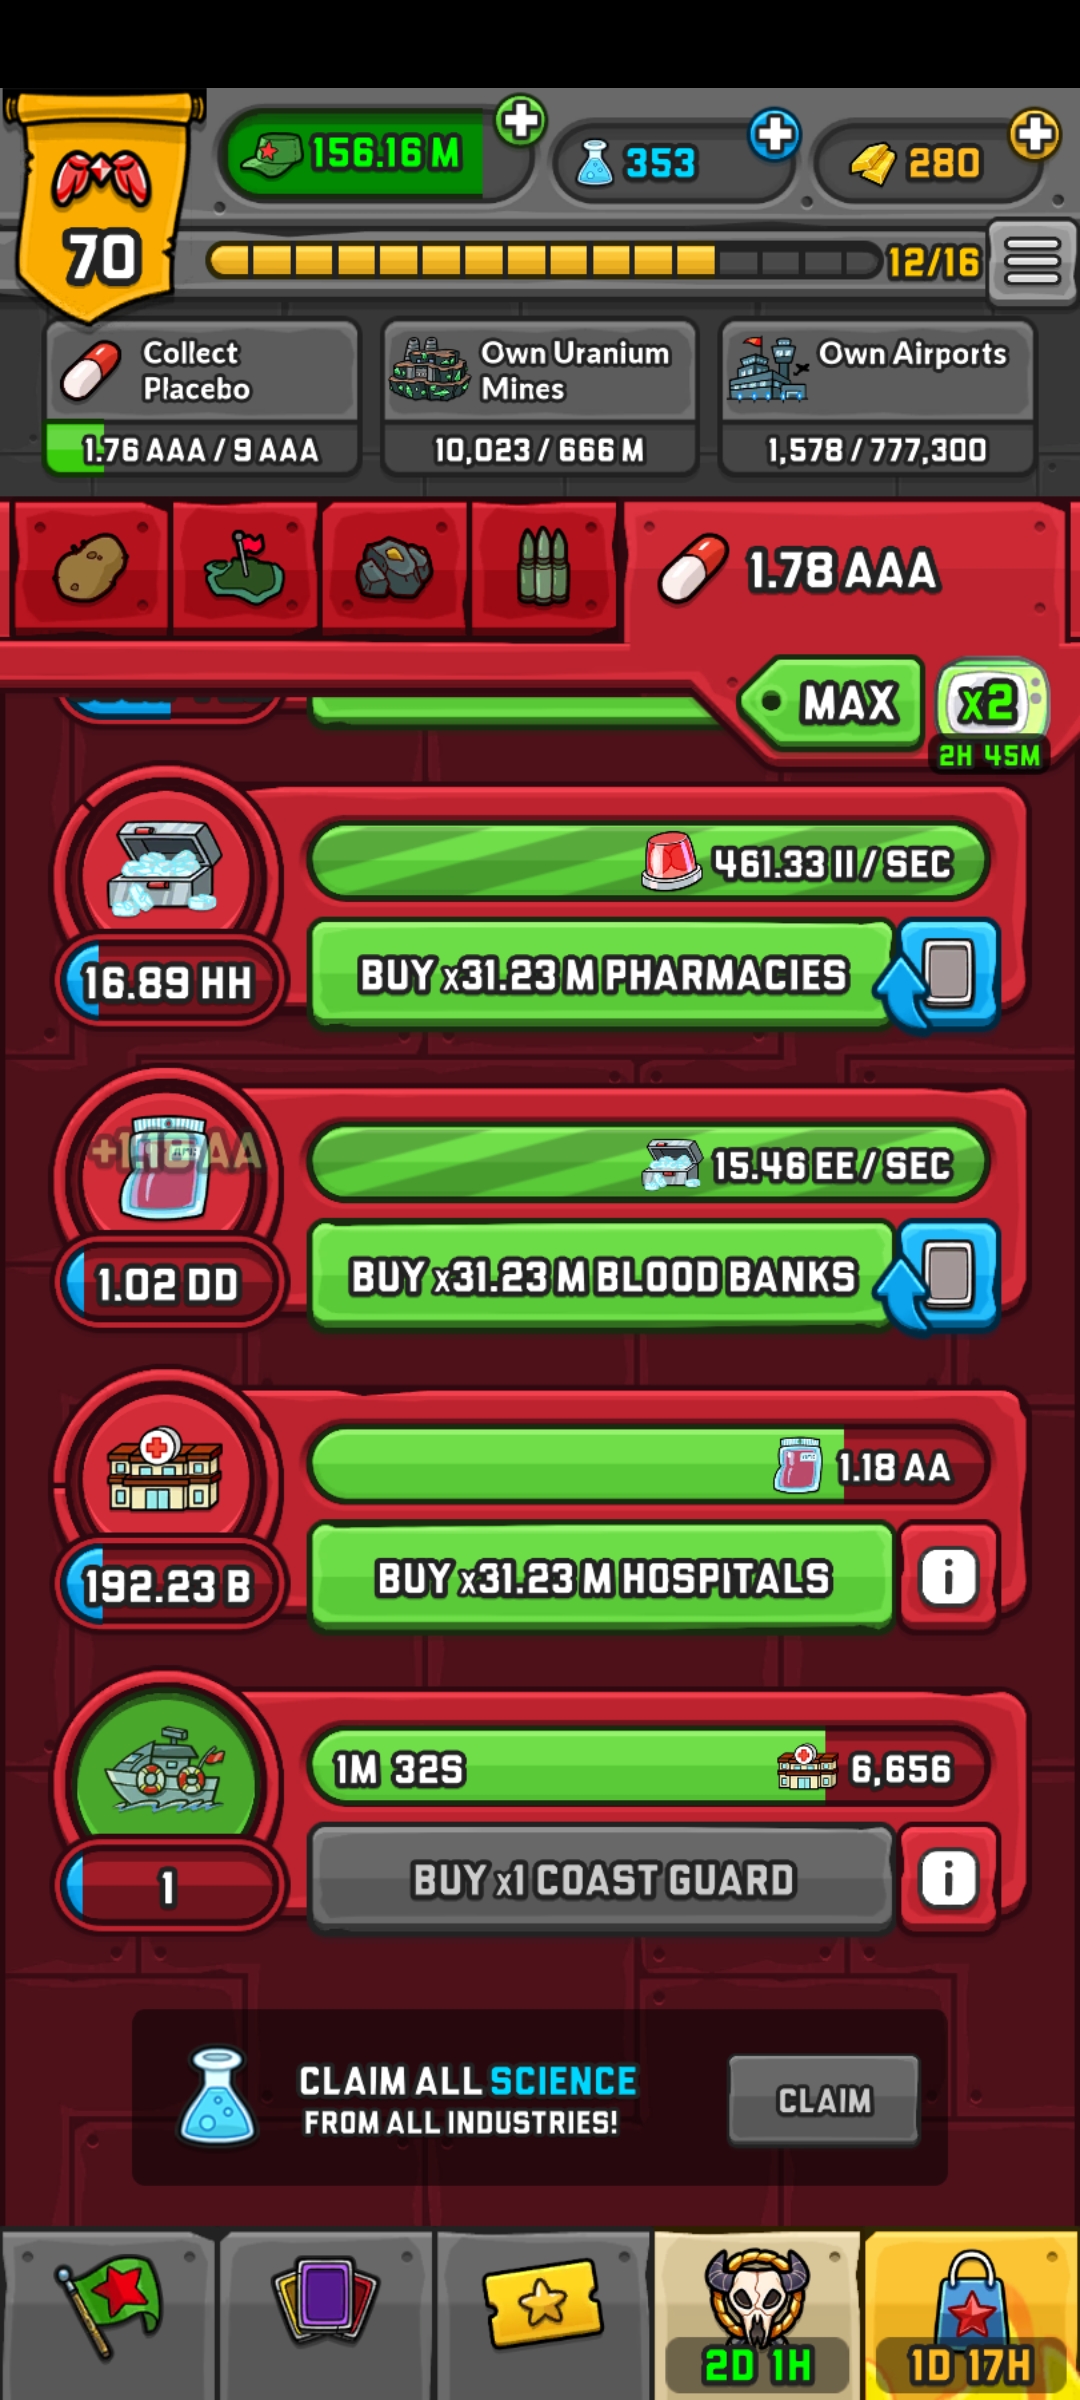 156.16 M
353
280
70
12/16
Collect
Placebo
1.76 AAA / 9 AAA
Own Uranium
Mines
10,023 / 666 M
Own Airports
1,578 / 777,300
1.78 AAA
MAX
x2
2H 45M
461.33 II / SEC
16.89 HH
BUY x31.23 M PHARMACIES
+1.18 AA
15.46 EE / SEC
1.02 DD
BUY x31.23 M BLOOD BANKS
1.18 AA
192.23 B
BUY x31.23 M HOSPITALS
i
1M 32S
6,656
1
BUY x1 COAST GUARD
i
CLAIM ALL SCIENCE
FROM ALL INDUSTRIES!
CLAIM
2D 1H
1D 17H